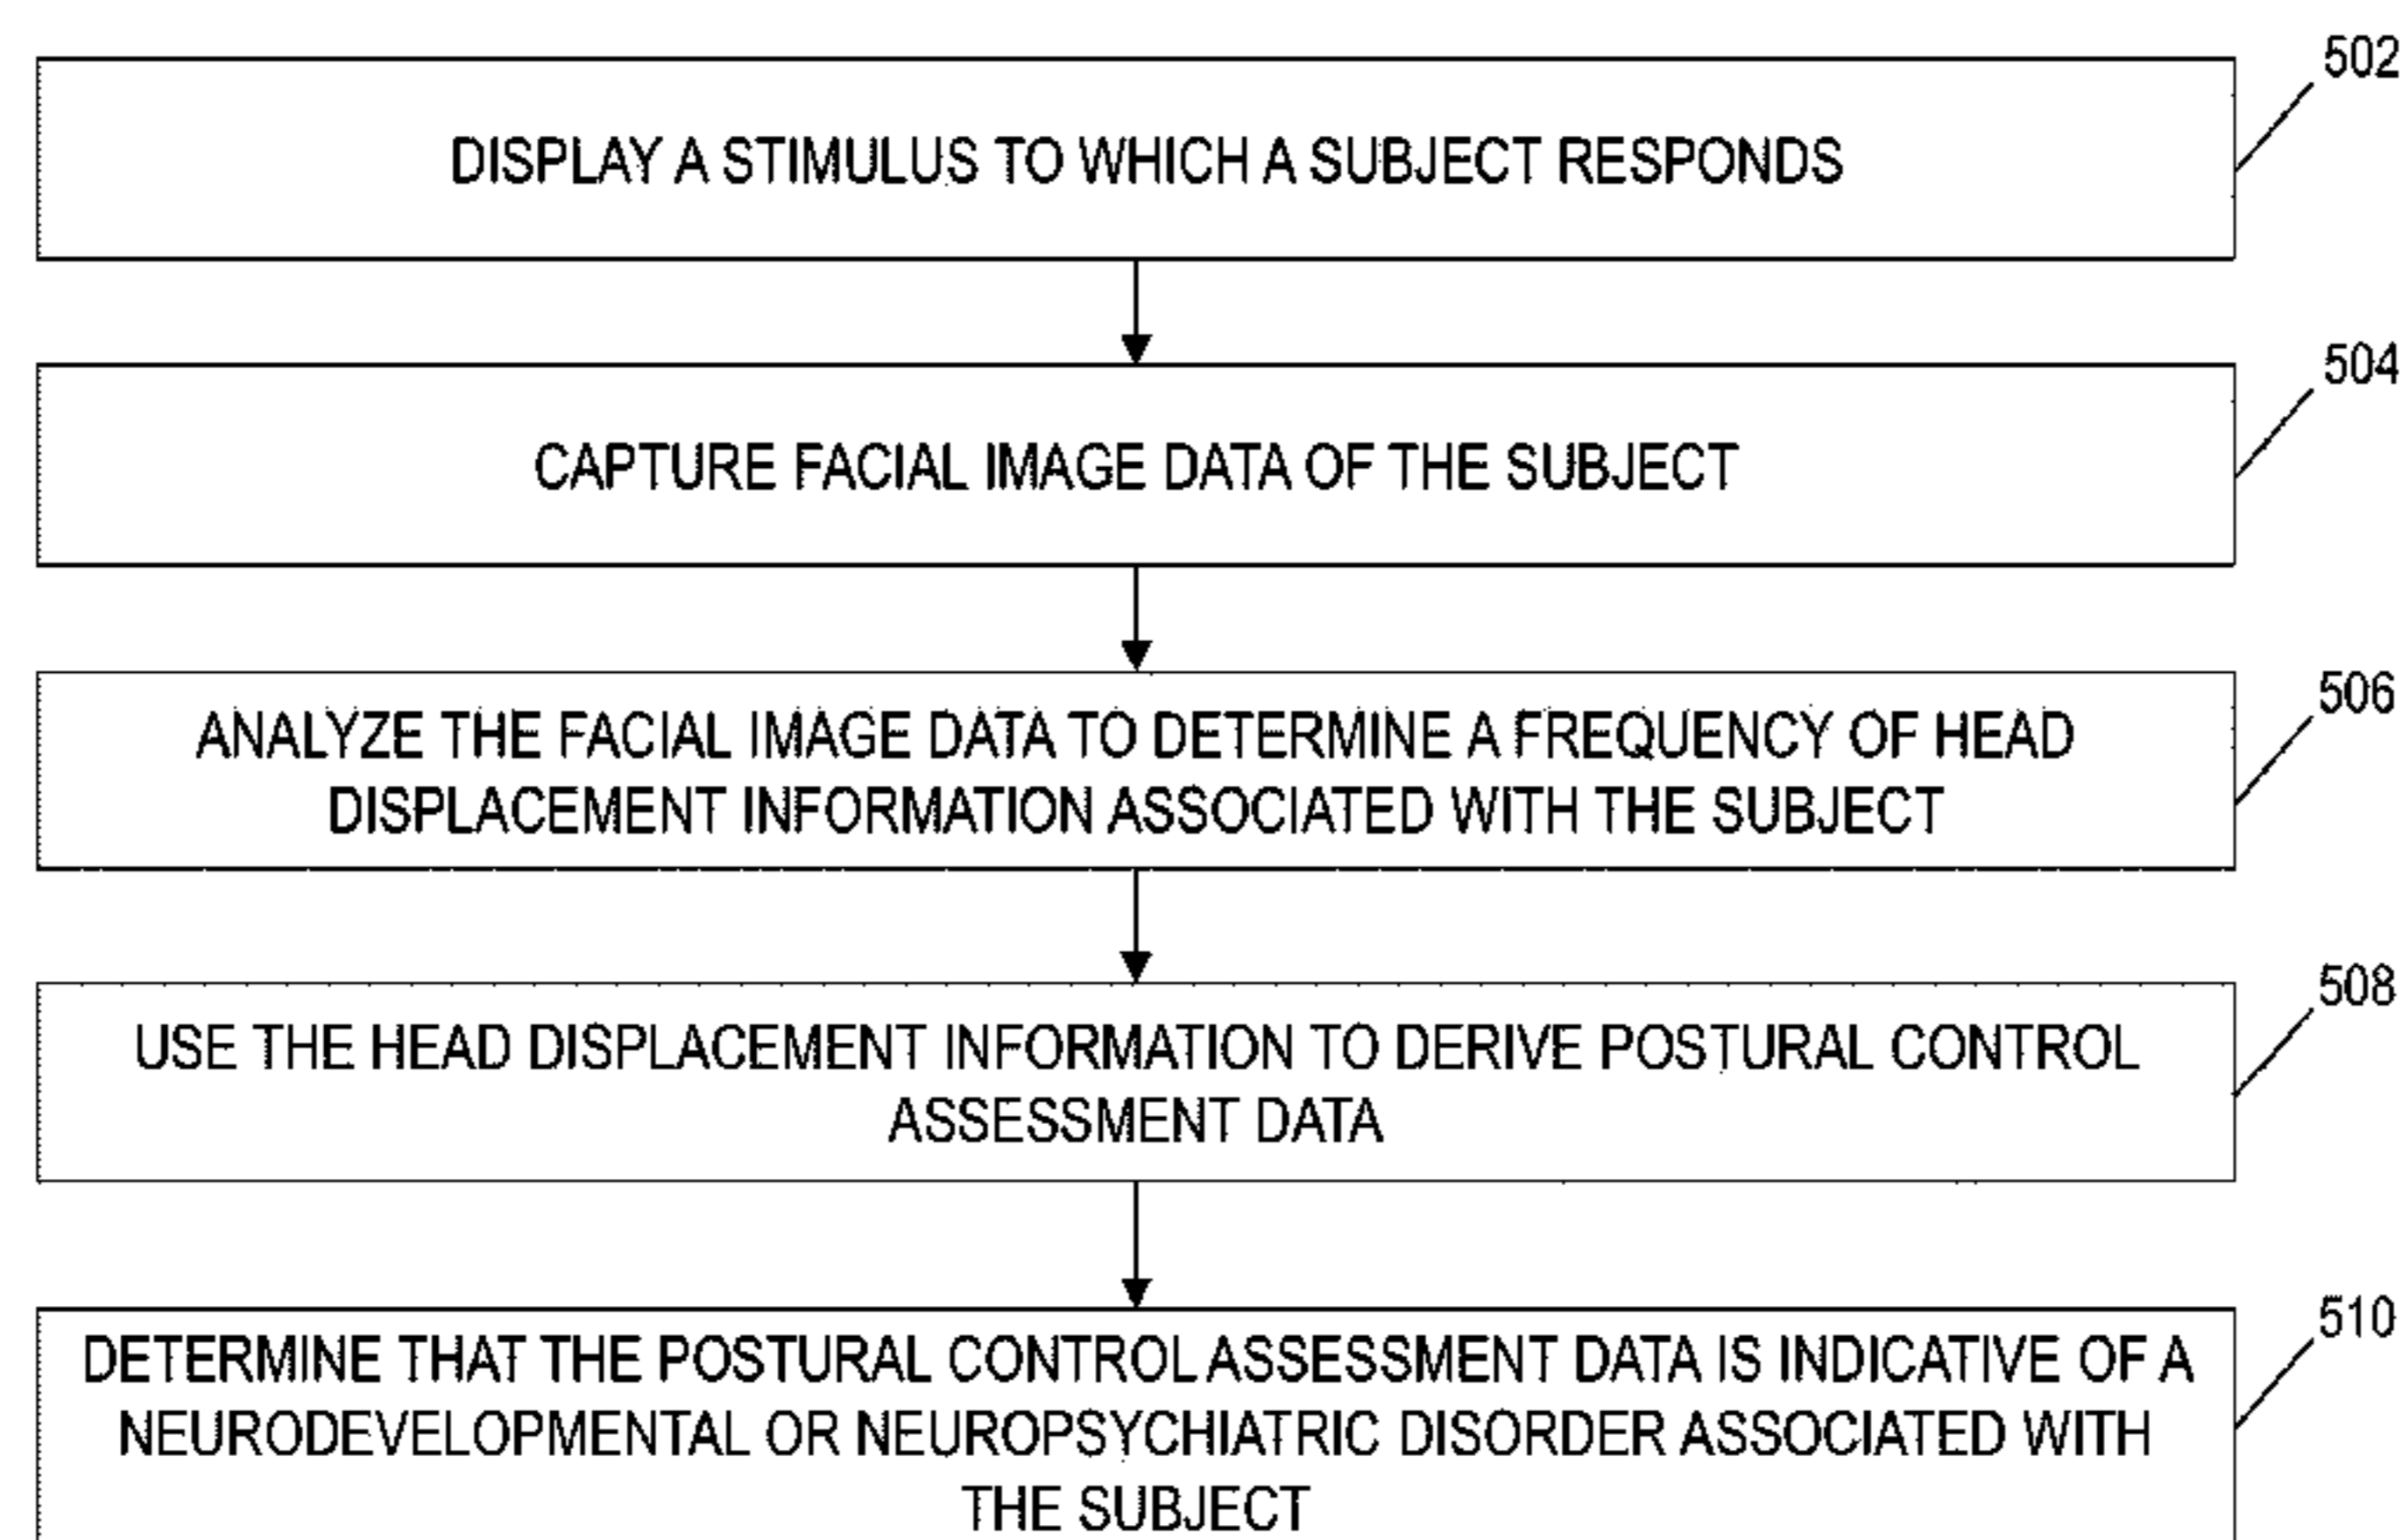 502
DISPLAY A STIMULUS TO WHICH A SUBJECT RESPONDS
504
CAPTURE FACIAL IMAGE DATA OF THE SUBJECT
506
ANALYZE THE FACIAL IMAGE DATA TO DETERMINE A FREQUENCY OF HEAD
DISPLACEMENT INFORMATION ASSOCIATED WITH THE SUBJECT
508
USE THE HEAD DISPLACEMENT INFORMATION TO DERIVE POSTURAL CONTROL
ASSESSMENT DATA
510
DETERMINE THAT THE POSTURAL CONTROL ASSESSMENT DATA IS INDICATIVE OF A
NEURODEVELOPMENTAL OR NEUROPSYCHIATRIC DISORDER ASSOCIATED WITH
THE SUBJECT